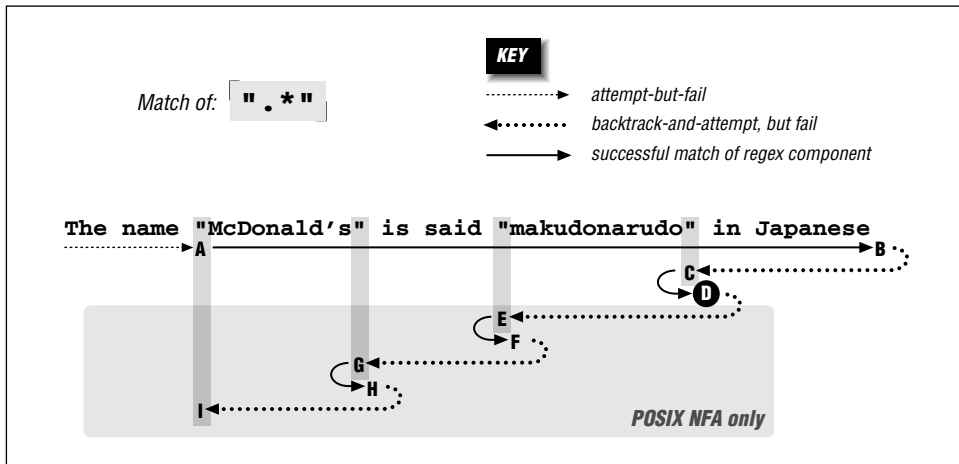 KEY
Match of: ".*"
attempt-but-fail
backtrack-and-attempt, but fail
successful match of regex component
The name "McDonald’s" is said "makudonarudo" in Japanese
A
B
C
D
E
F
G
H
I
POSIX NFA only